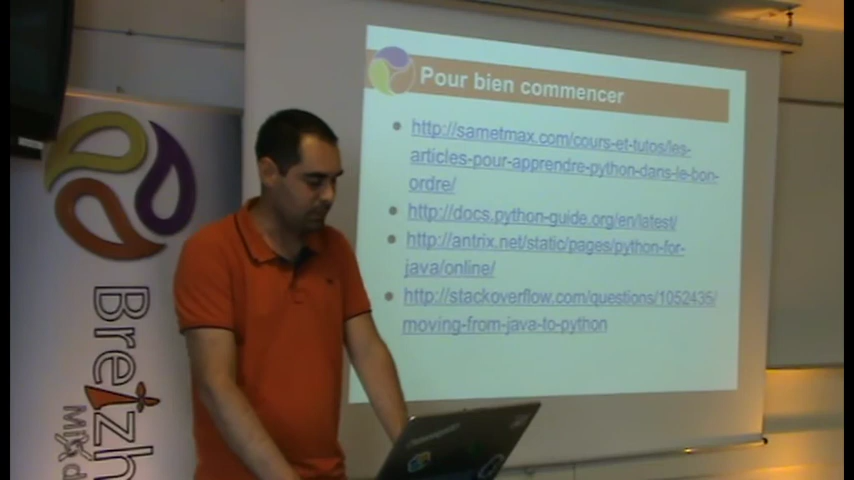 Pour bien commencer
http://sametmax.com/cours-et-tutos/les-
articles-pour-apprendre-python-dans-le-bon-
ordre/
http://docs.python-guide.org/en/latest/
http://antrix.net/static/pages/python-for-
java/online/
http://stackoverflow.com/questions/1052435/
moving-from-java-to-python
Breizh
Mix d